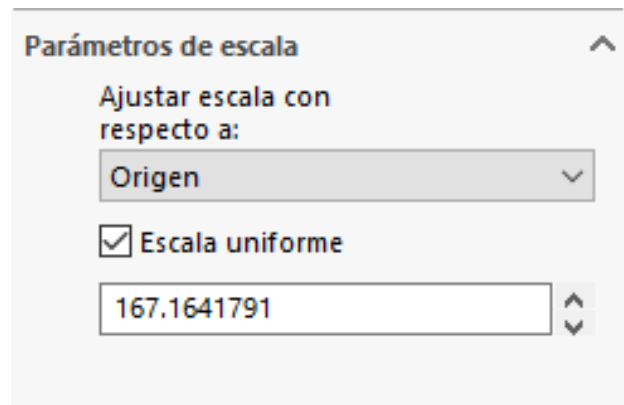 Parámetros de escala
Ajustar escala con
respecto a:
Origen
Escala uniforme
167.1641791